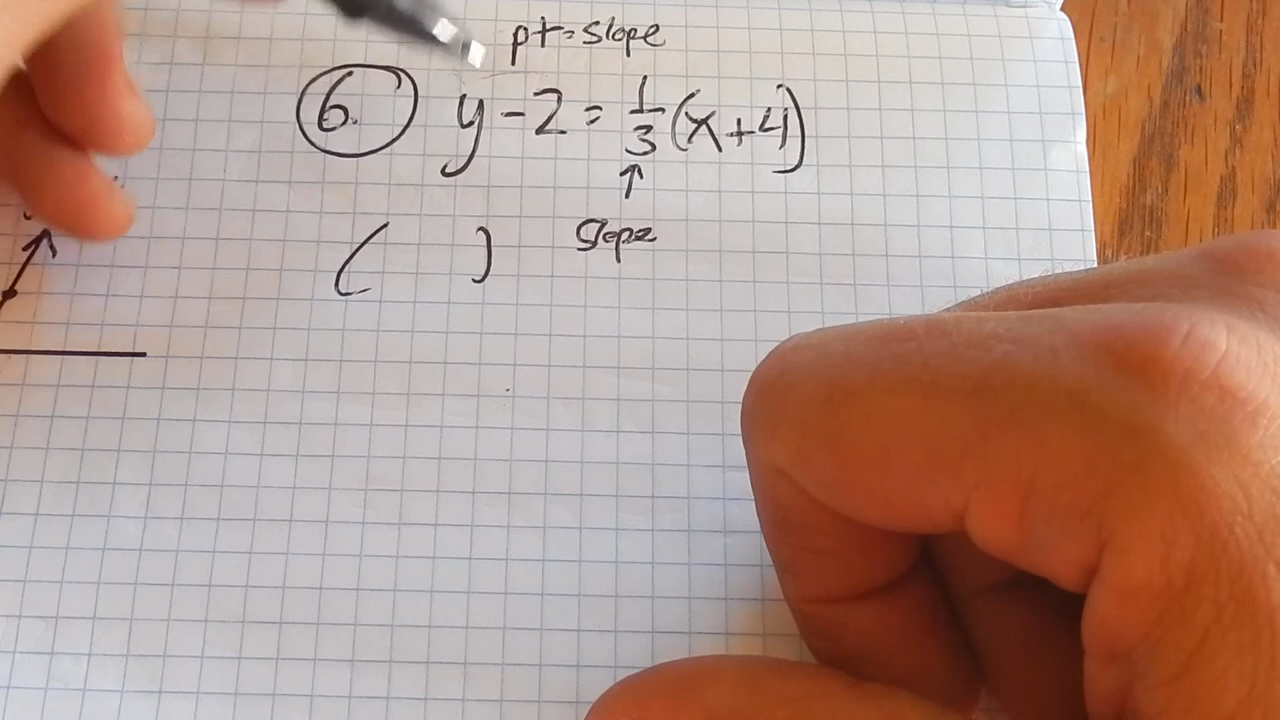 pt-slope
6. y-2=1/3(x+4)
↑
Slope
( )